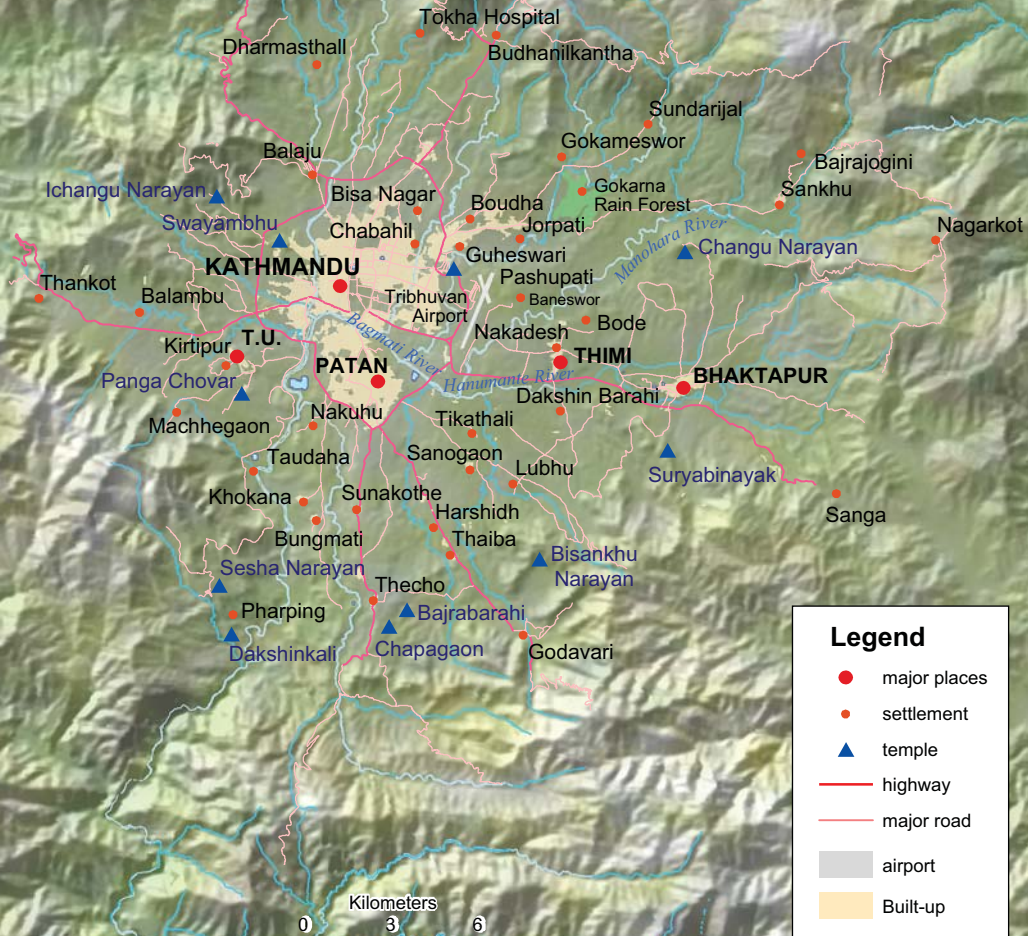 Tokha Hospital
Dharmasthall
Budhanilkantha
Sundarijal
Gokameswor
Balaju
Bajrajogini
Ichangu Narayan
Bisa Nagar
Boudha
Gokarna
Rain Forest
Sankhu
Swayambhu
Chabahil
Jorpati
Manohara River
Nagarkot
KATHMANDU
Guheswari
Changu Narayan
Thankot
Balambu
Tribhuvan
Airport
Pashupati
Baneswor
Kirtipur
T.U.
Bagmati River
Nakadesh
Bode
PATAN
THIMI
Panga Chovar
Hanumante River
BHAKTAPUR
Machhegaon
Nakuhu
Tikathali
Dakshin Barahi
Taudaha
Sanogaon
Lubhu
Suryabinayak
Khokana
Sunakothe
Harshidh
Sanga
Bungmati
Thaiba
Sesha Narayan
Bisankhu
Narayan
Thecho
Pharping
Bajrabarahi
Dakshinkali
Chapagaon
Godavari
Legend
major places
settlement
temple
highway
major road
airport
Built-up
Kilometers
0 3 6